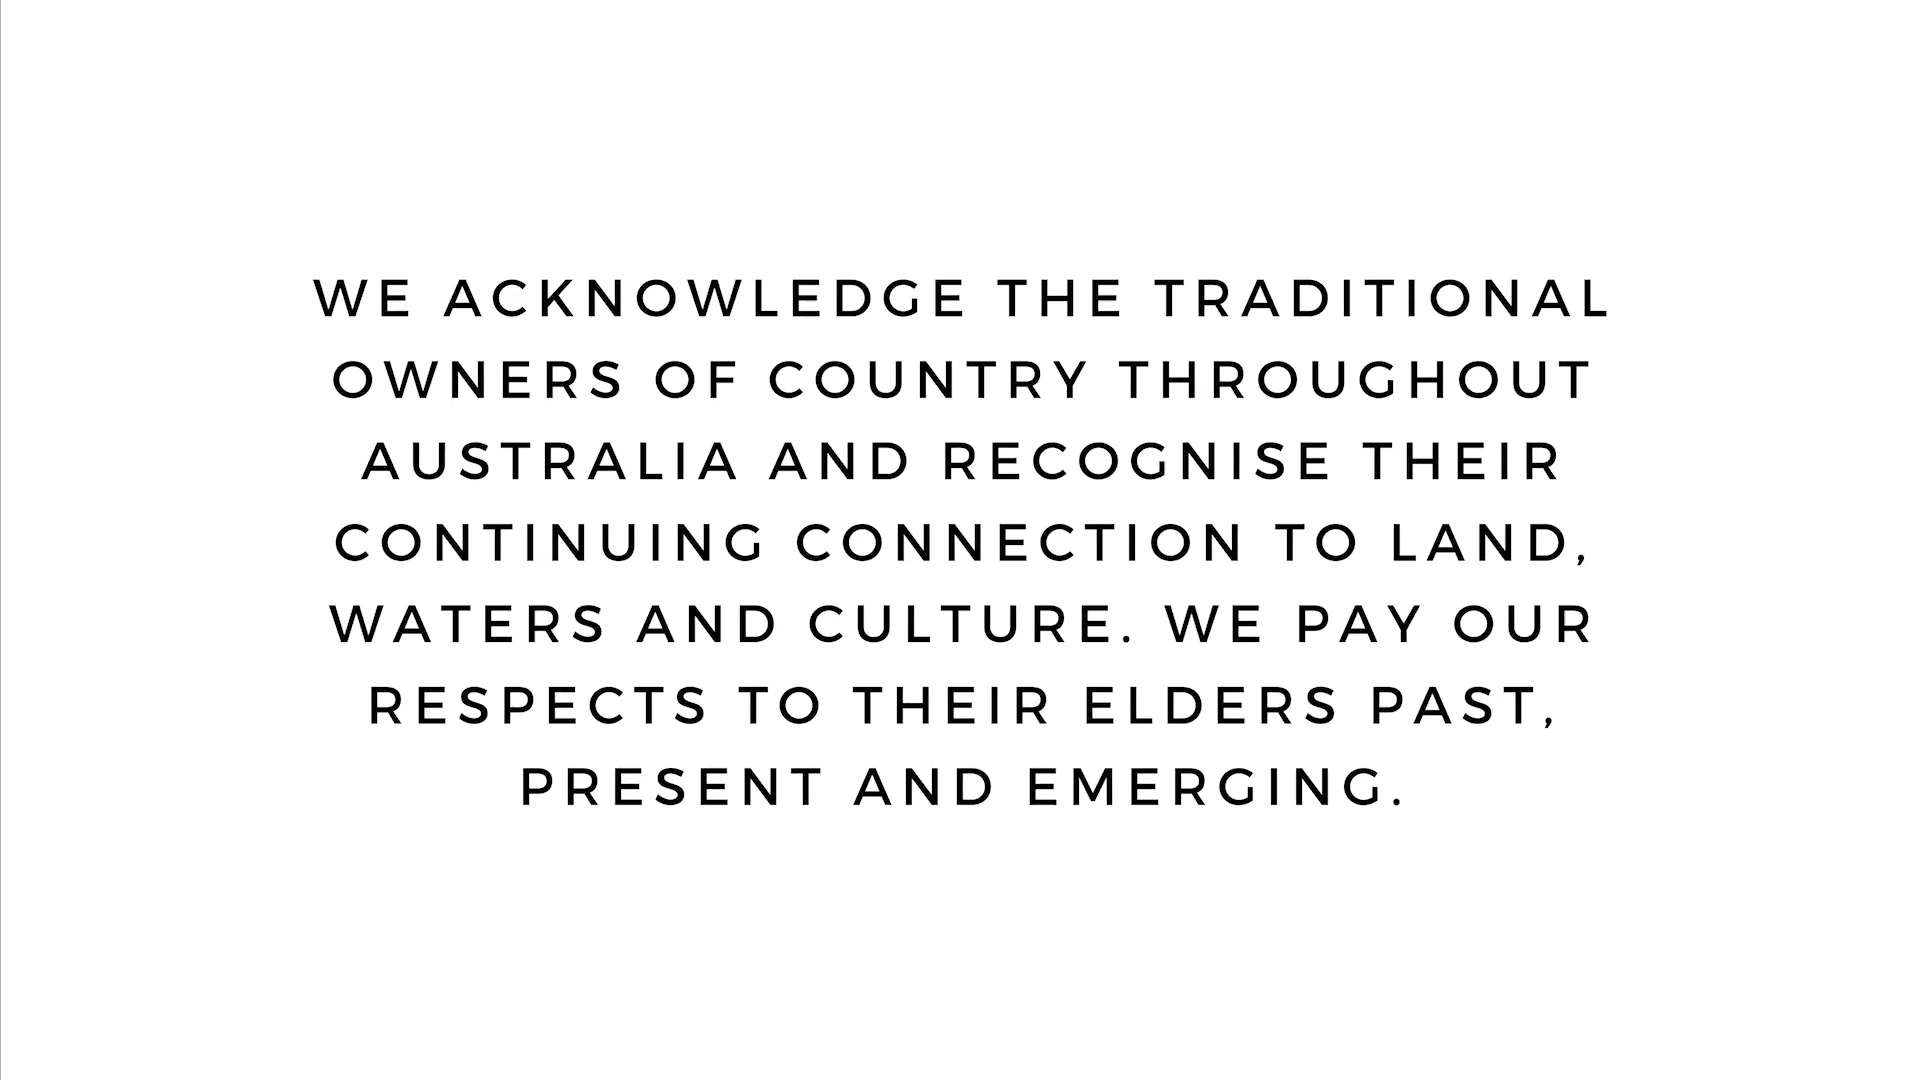 WE ACKNOWLEDGE THE TRADITIONAL
OWNERS OF COUNTRY THROUGHOUT
AUSTRALIA AND RECOGNISE THEIR
CONTINUING CONNECTION TO LAND,
WATERS AND CULTURE. WE PAY OUR
RESPECTS TO THEIR ELDERS PAST,
PRESENT AND EMERGING.